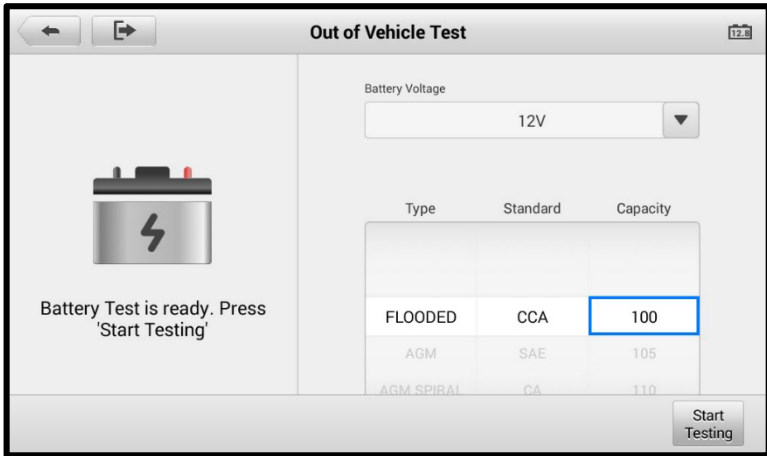 Out of Vehicle Test
12.8
Battery Voltage
12V
Type Standard Capacity
FLOODED CCA 100
AGM SAE 105
AGM SPIRAL CA 110
Battery Test is ready. Press
'Start Testing'
Start
Testing